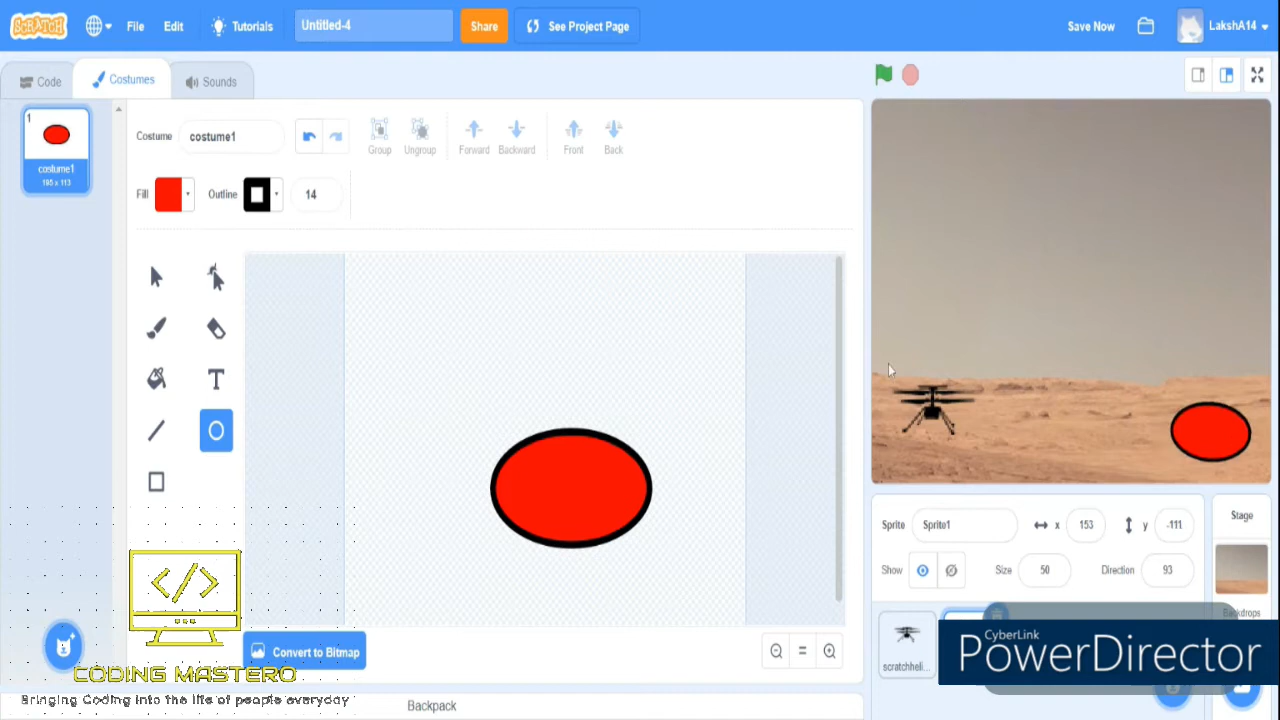 SCRATCH
File
Edit
Tutorials
Untitled-4
Share
See Project Page
Save Now
LakshA14
Code
Costumes
Sounds
1
costume1
195 x 113
Costume
costume1
Group
Ungroup
Forward
Backward
Front
Back
Fill
Outline
14
T
Convert to Bitmap
Backpack
Sprite
Sprite1
x
153
y
-111
Show
Size
50
Direction
93
Stage
Backdrops
scratchheli...
CyberLink
PowerDirector
</>
CODING MASTERO
Bringing Coding into the life of people everyday